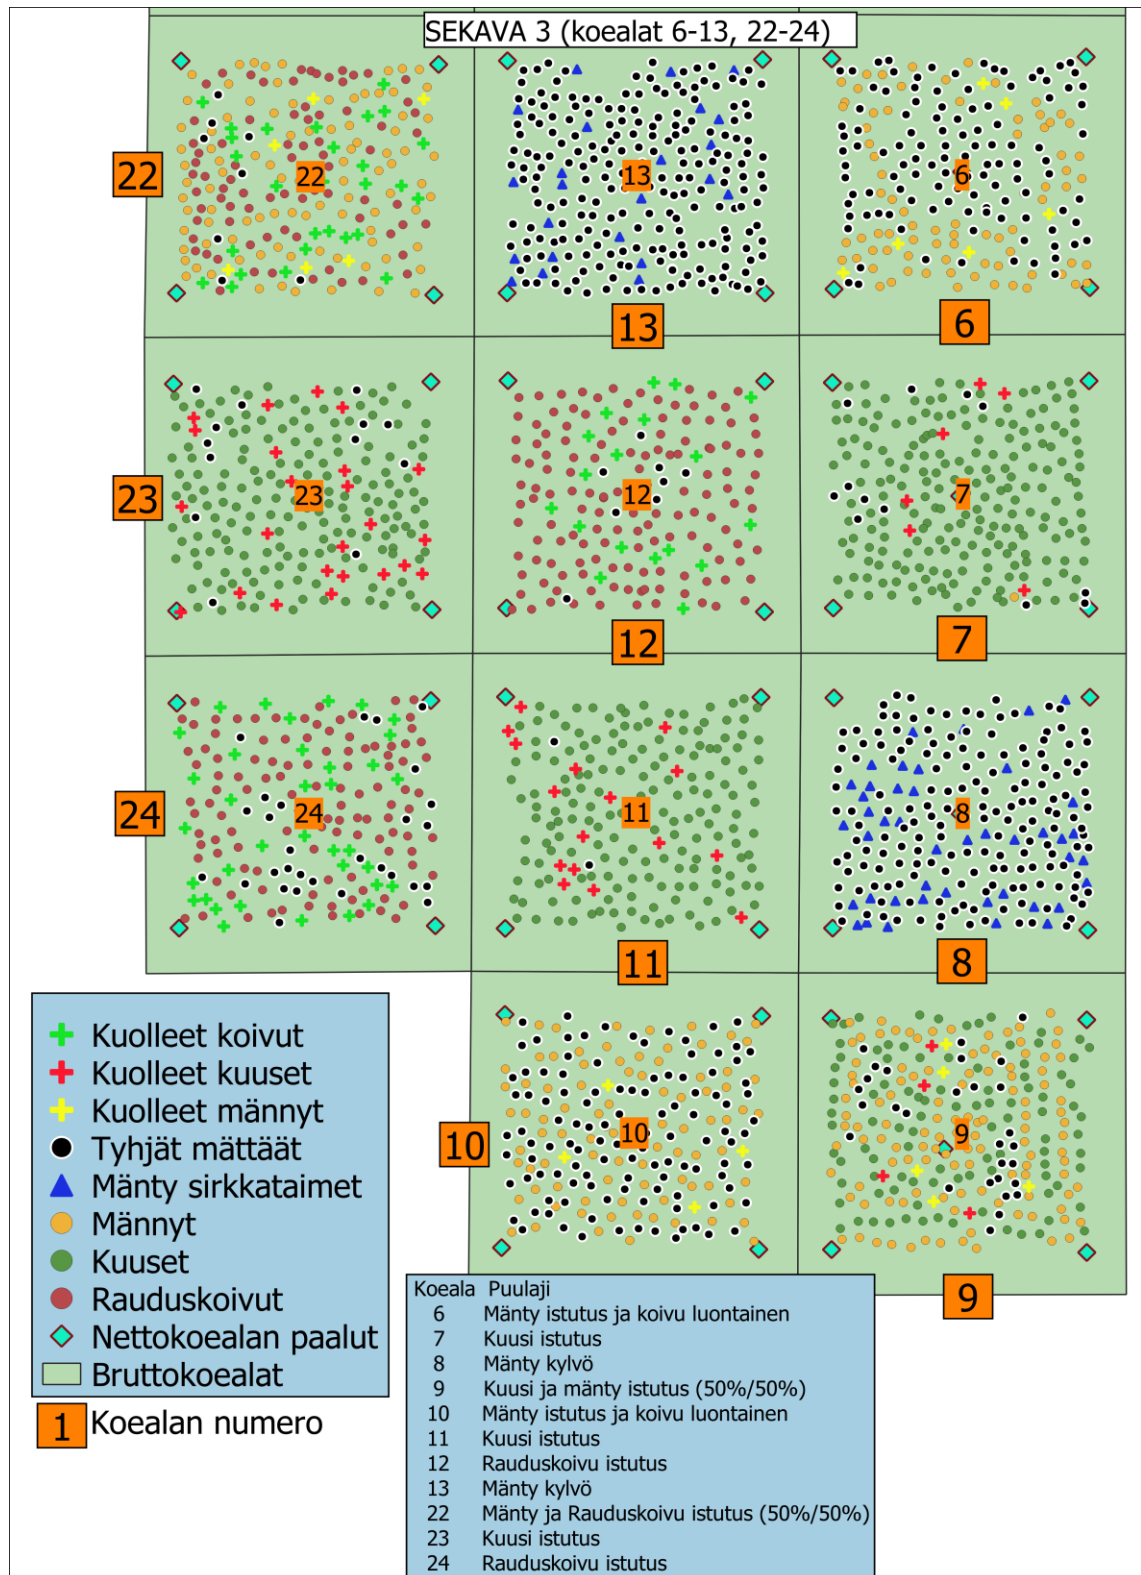 SEKAVA 3 (koealat 6-13, 22-24)
22
22
13
6
13
6
23
23
12
7
12
7
24
24
11
8
11
8
10
10
9
9
Kuolleet koivut
Kuolleet kuuset
Kuolleet männyt
Tyhjät mättäät
Mänty sirkkataimet
Männyt
Kuuset
Rauduskoivut
Nettokoealan paalut
Bruttokoealat
1 Koealan numero
Koeala Puulaji
6 Mänty istutus ja koivu luontainen
7 Kuusi istutus
8 Mänty kylvö
9 Kuusi ja mänty istutus (50%/50%)
10 Mänty istutus ja koivu luontainen
11 Kuusi istutus
12 Rauduskoivu istutus
13 Mänty kylvö
22 Mänty ja Rauduskoivu istutus (50%/50%)
23 Kuusi istutus
24 Rauduskoivu istutus